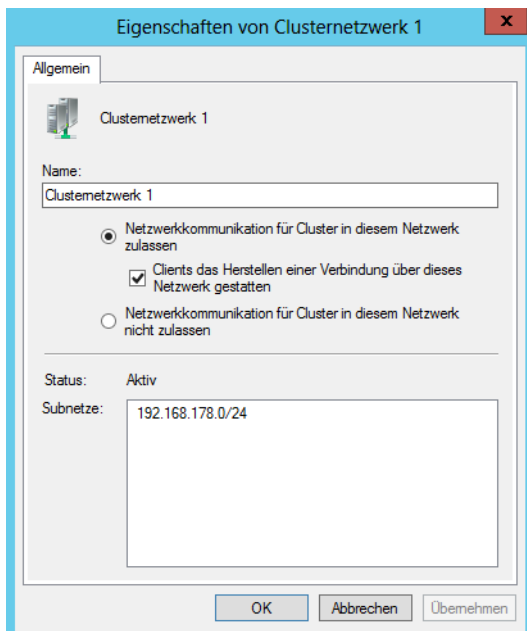 Eigenschaften von Clusternetzwerk 1
x
Allgemein
Clusternetzwerk 1
Name:
Clusternetzwerk 1
Netzwerkkommunikation für Cluster in diesem Netzwerk
zulassen
Clients das Herstellen einer Verbindung über dieses
Netzwerk gestatten
Netzwerkkommunikation für Cluster in diesem Netzwerk
nicht zulassen
Status: Aktiv
Subnetze: 192.168.178.0/24
OK Abbrechen Übernehmen